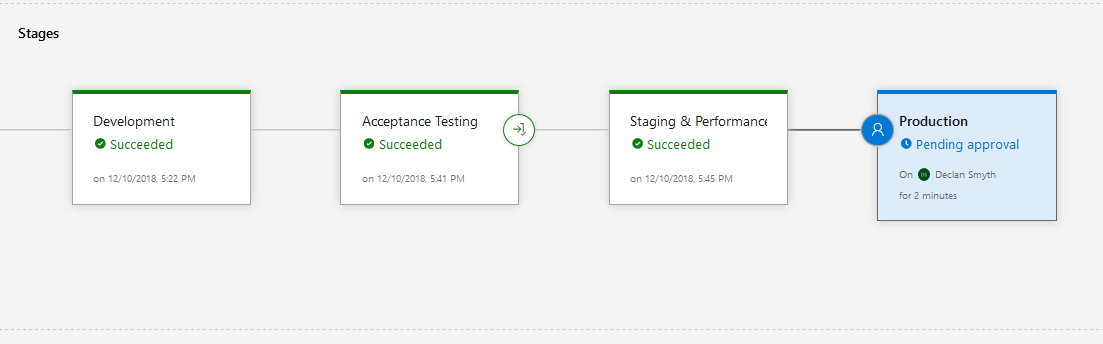 Stages
Development
Succeeded
on 12/10/2018, 5:22 PM
Acceptance Testing
Succeeded
on 12/10/2018, 5:41 PM
Staging & Performance
Succeeded
on 12/10/2018, 5:45 PM
Production
Pending approval
On DS Declan Smyth
for 2 minutes